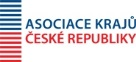 ASOCIACE KRAJŮ
ČESKÉ REPUBLIKY